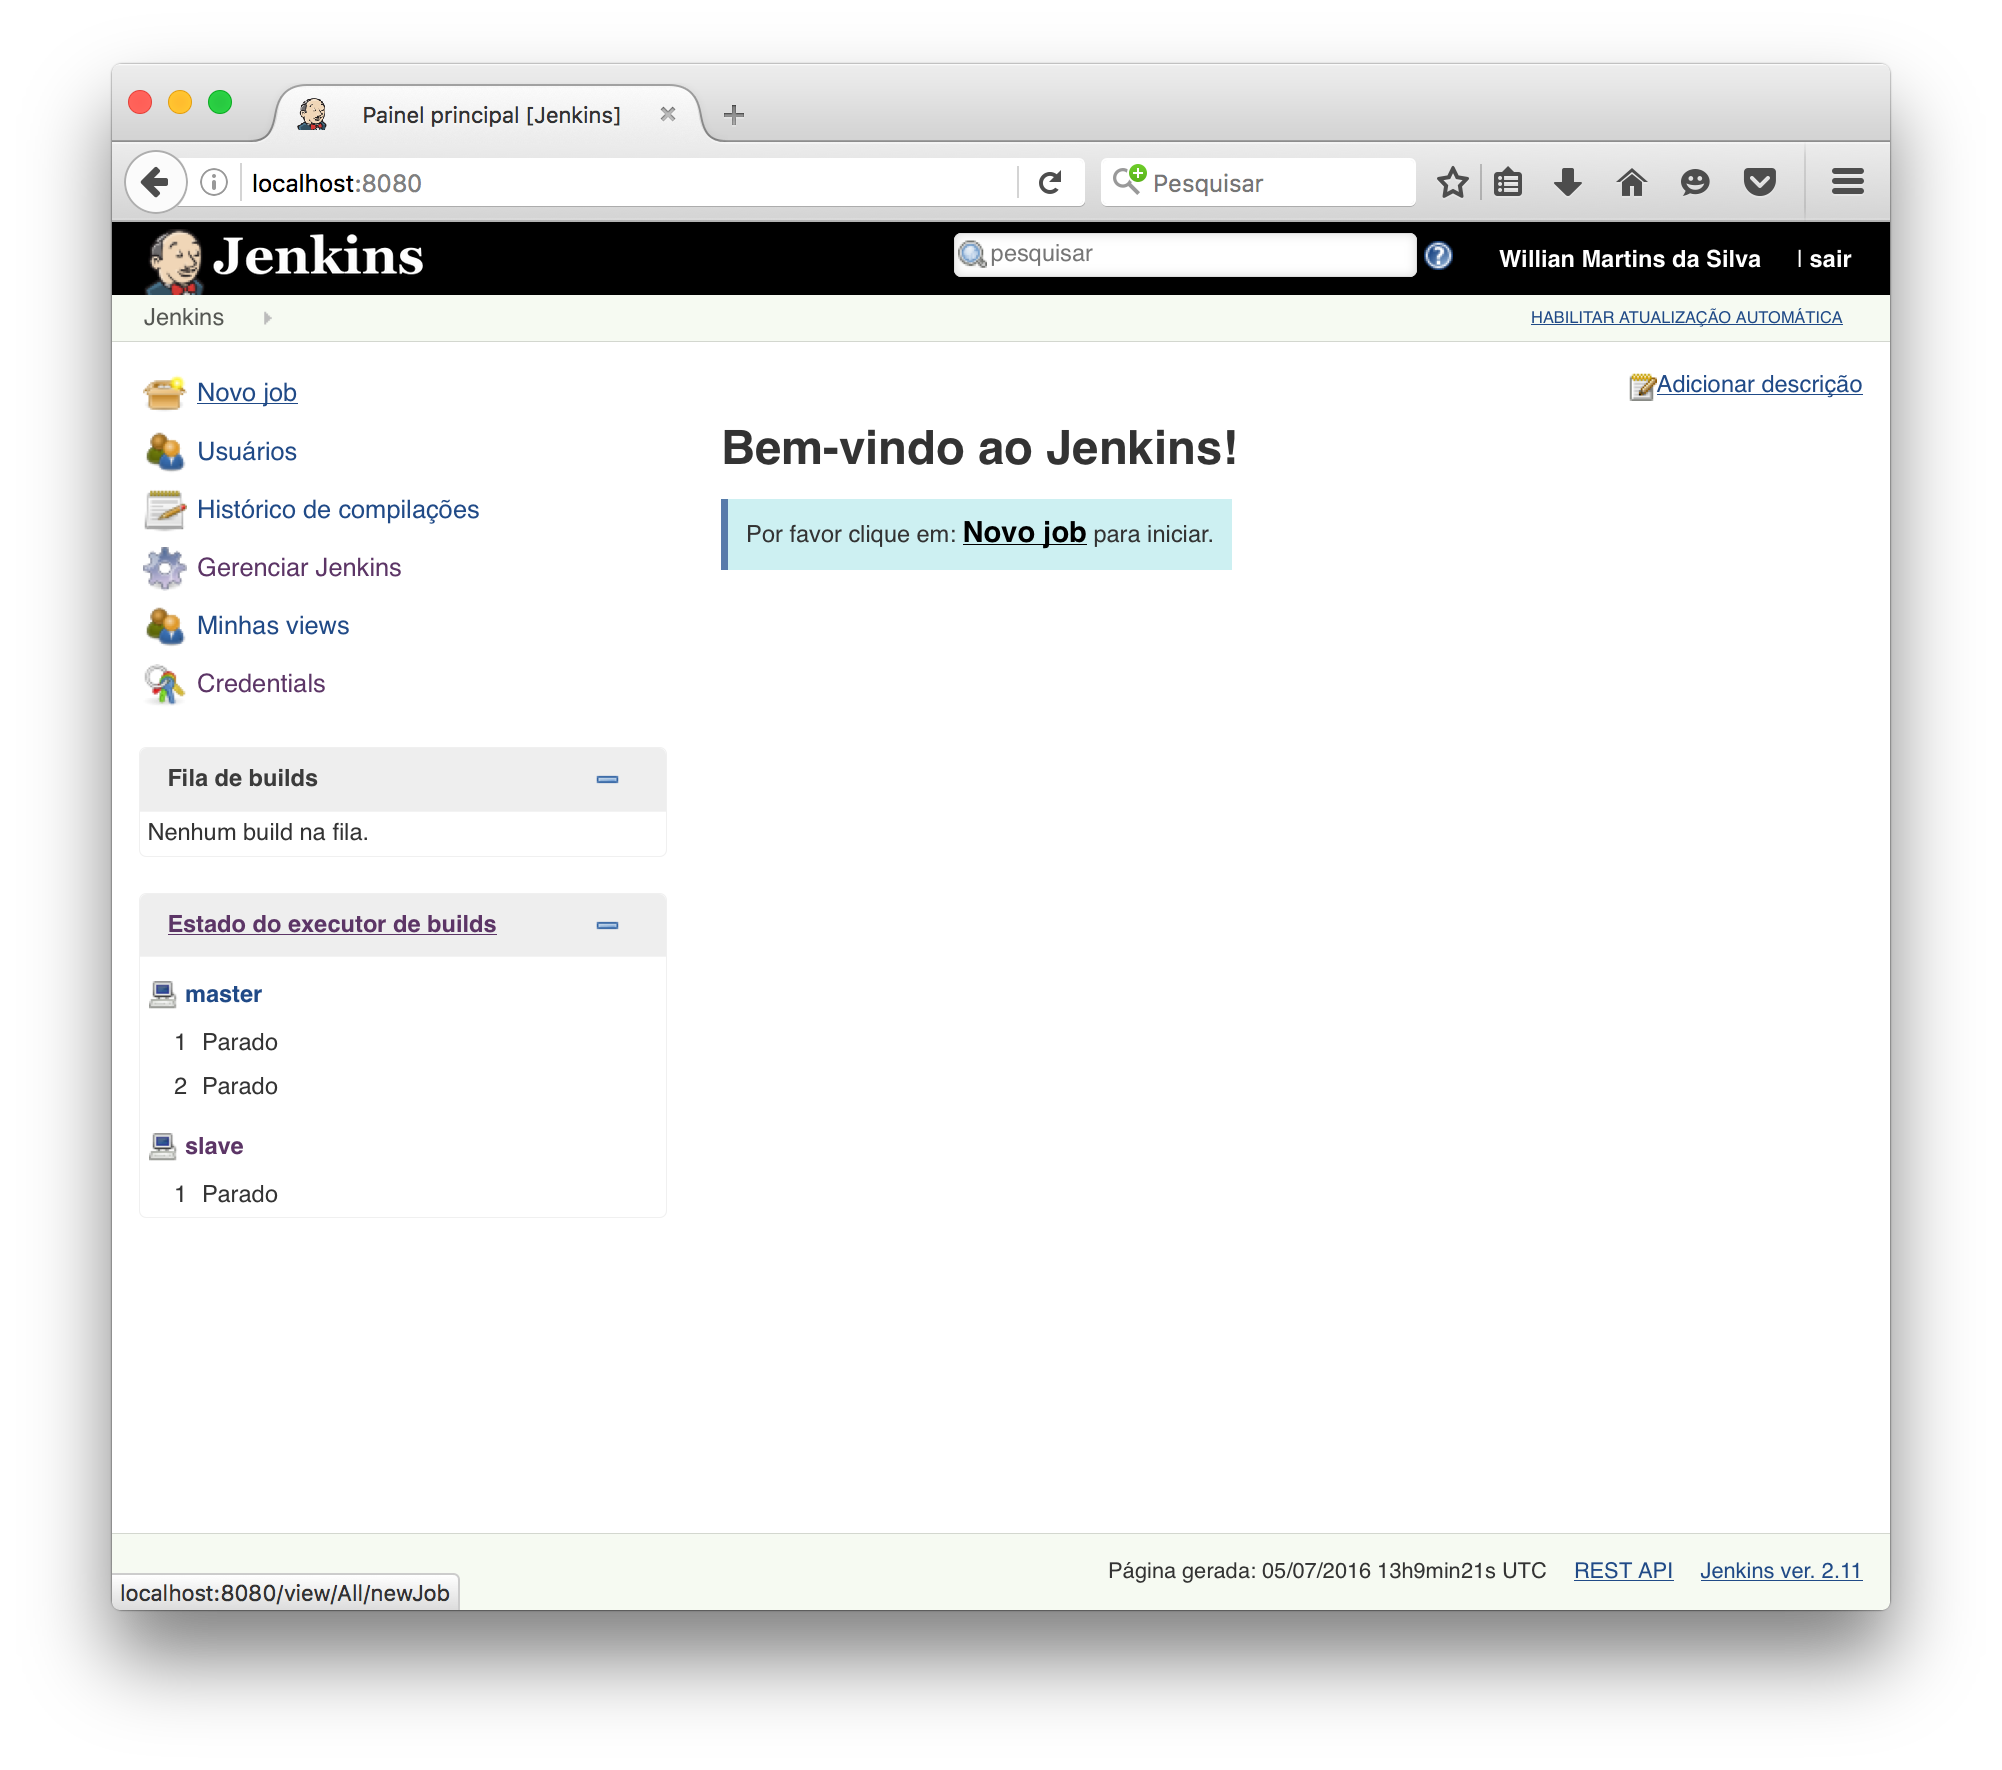 Painel principal [Jenkins]
localhost:8080
Pesquisar
Jenkins
pesquisar
Willian Martins da Silva
| sair
Jenkins
HABILITAR ATUALIZAÇÃO AUTOMÁTICA
Novo job
Usuários
Histórico de compilações
Gerenciar Jenkins
Minhas views
Credentials
Adicionar descrição
Bem-vindo ao Jenkins!
Por favor clique em: Novo job para iniciar.
Fila de builds
Nenhum build na fila.
Estado do executor de builds
master
1 Parado
2 Parado
slave
1 Parado
Página gerada: 05/07/2016 13h9min21s UTC REST API Jenkins ver. 2.11
localhost:8080/view/All/newJob